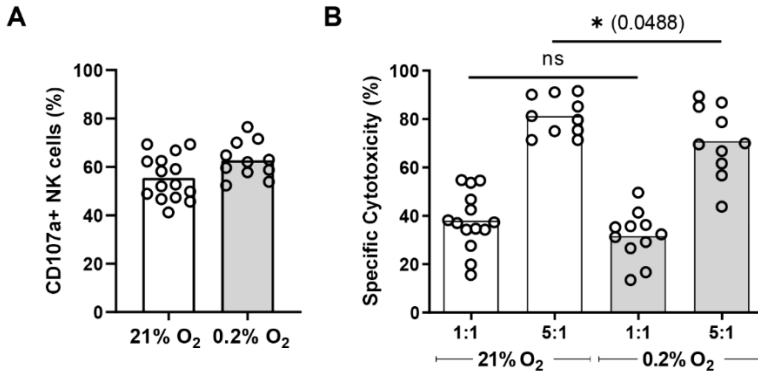 A
CD107a+ NK cells (%)
100
80
60
40
20
0
21% O₂ 0.2% O₂
B
* (0.0488)
ns
Specific Cytotoxicity (%)
100
80
60
40
20
0
1:1 5:1 1:1 5:1
21% O₂ 0.2% O₂